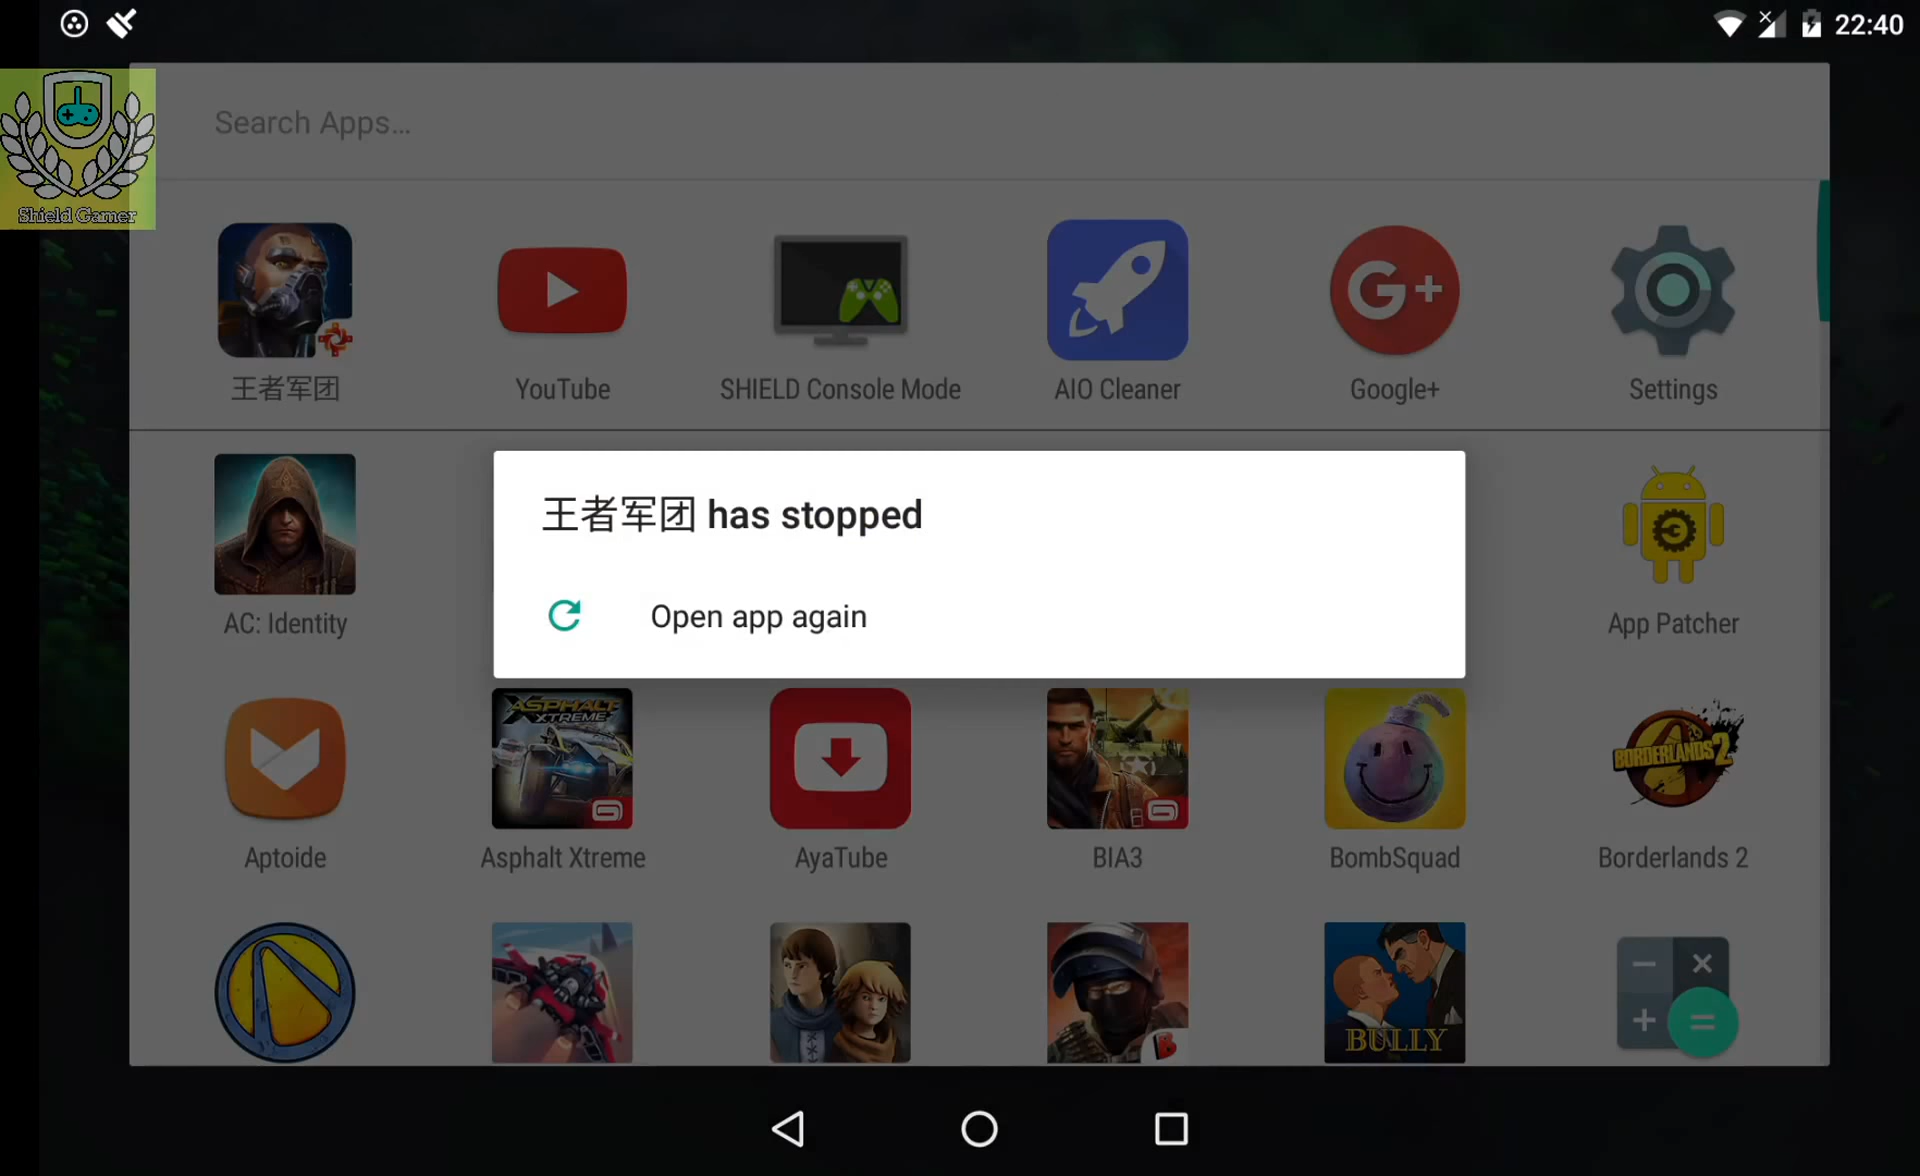 22:40
Search Apps...
Shield Gamer
王者军团
YouTube
SHIELD Console Mode
AIO Cleaner
G+
Google+
Settings
王者军团 has stopped
Open app again
AC: Identity
App Patcher
ASPHALT
XTREME
BORDERLANDS 2
Aptoide
Asphalt Xtreme
AyaTube
BIA3
BombSquad
Borderlands 2
BULLY